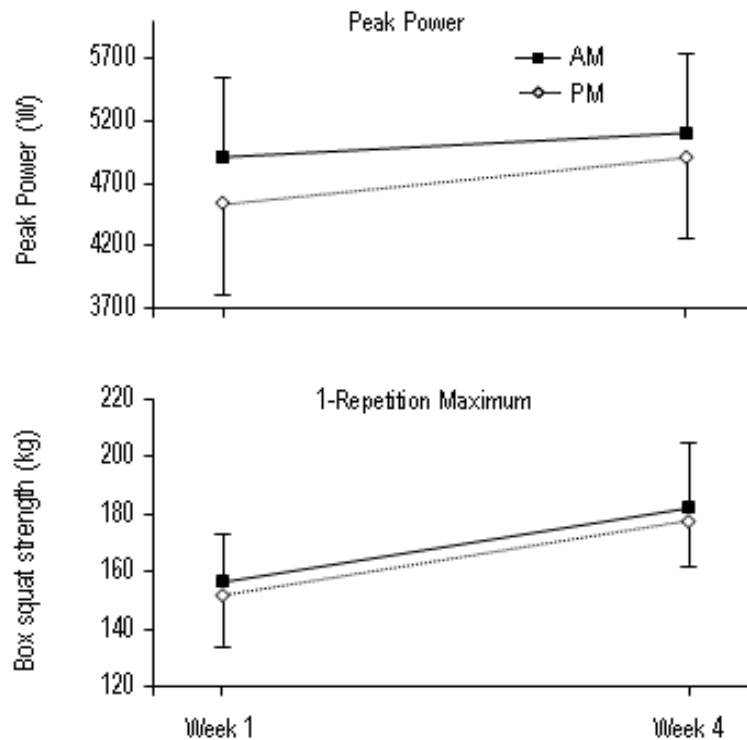 Peak Power
AM
PM
Peak Power (W)
5700
5200
4700
4200
3700
1-Repetition Maximum
Box squat strength (kg)
220
200
180
160
140
120
Week 1
Week 4